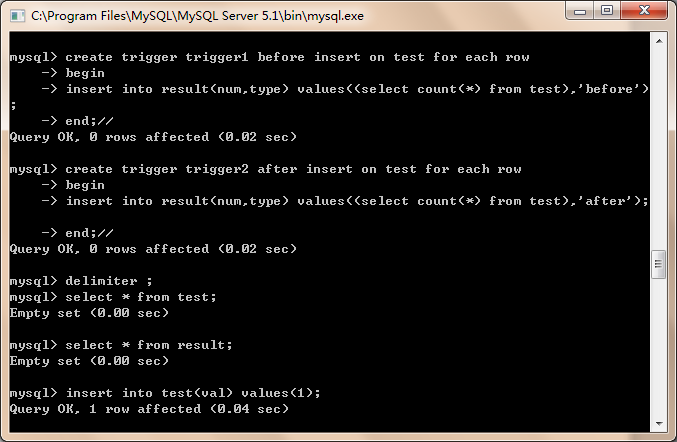 C:\Program Files\MySQL\MySQL Server 5.1\bin\mysql.exe
mysql> create trigger trigger1 before insert on test for each row
    -> begin
    -> insert into result(num,type) values((select count(*) from test),'before')
;
    -> end;//
Query OK, 0 rows affected (0.02 sec)
mysql> create trigger trigger2 after insert on test for each row
    -> begin
    -> insert into result(num,type) values((select count(*) from test),'after');
    -> end;//
Query OK, 0 rows affected (0.02 sec)
mysql> delimiter ;
mysql> select * from test;
Empty set (0.00 sec)
mysql> select * from result;
Empty set (0.00 sec)
mysql> insert into test(val) values(1);
Query OK, 1 row affected (0.04 sec)